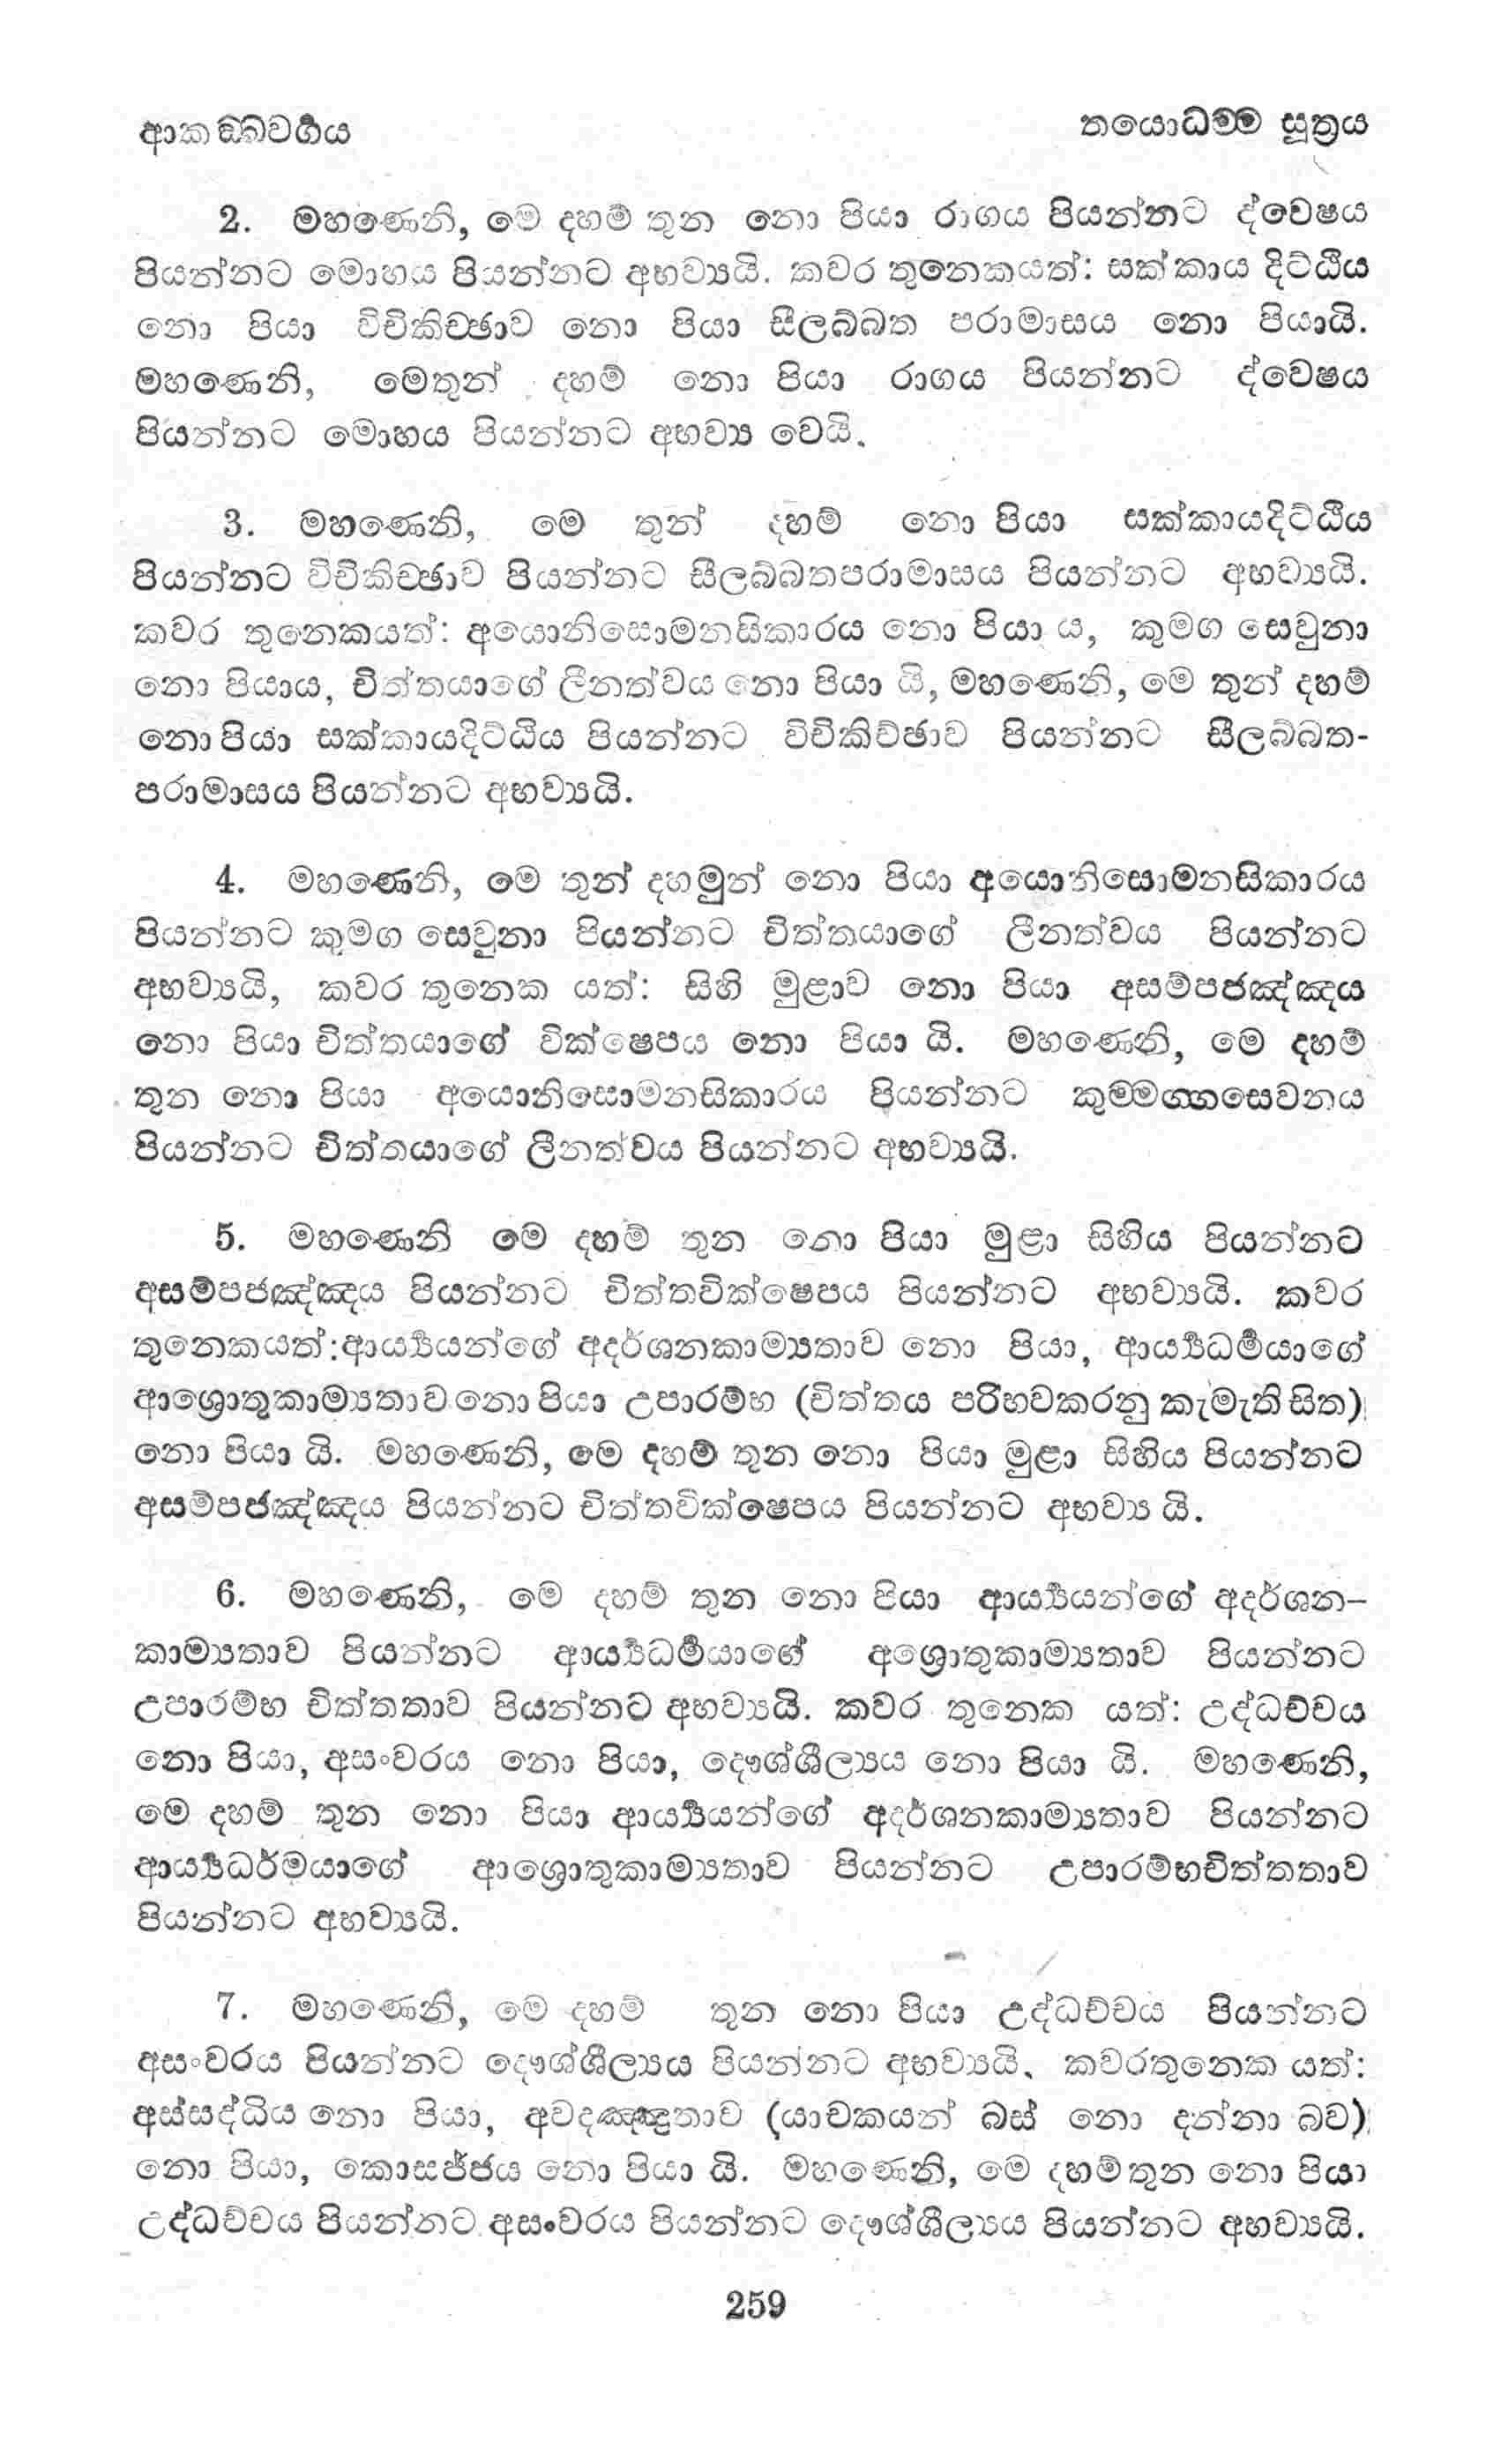 ආකඞ්ඛවර්‍ගය
තයොධම්ම සූත්‍රය
2. මහණෙනි, මෙ දහම් තුන නො පියා රාගය පියන්නට ද්වෙෂය
පියන්නට මොහය පියන්නට අභව්‍යයි. කවර තුනෙකයත්: සක්කාය දිට්ඨිය
නො පියා විචිකිච්ඡාව නො පියා සීලබ්බත පරාමාසය නො පියායි.
මහණෙනි, මෙතුන් දහම් නො පියා රාගය පියන්නට ද්වෙෂය
පියන්නට මොහය පියන්නට අභව්‍ය වෙයි.
3. මහණෙනි, මෙ තුන් දහම් නො පියා සක්කායදිට්ඨිය
පියන්නට විචිකිච්ඡාව පියන්නට සීලබ්බතපරාමාසය පියන්නට අභව්‍යයි.
කවර තුනෙකයත්: අයොනිසොමනසිකාරය නො පියා ය, කුමග සෙවුනා
නො පියාය, චිත්තයාගේ ලීනත්වය නො පියා යි, මහණෙනි, මෙ තුන් දහම්
නො පියා සක්කායදිට්ඨිය පියන්නට විචිකිච්ඡාව පියන්නට සීලබ්බත-
පරාමාසය පියන්නට අභව්‍යයි.
4. මහණෙනි, මෙ තුන් දහමුන් නො පියා අයොනිසොමනසිකාරය
පියන්නට කුමග සෙවුනා පියන්නට චිත්තයාගේ ලීනත්වය පියන්නට
අභව්‍යයි, කවර තුනෙක යත්: සිහි මුළාව නො පියා අසම්පජඤ්ඤය
නො පියා චිත්තයාගේ වික්ෂෙපය නො පියා යි. මහණෙනි, මෙ දහම්
තුන නො පියා අයොනිසොමනසිකාරය පියන්නට කුම්මග්ගසෙවනය
පියන්නට චිත්තයාගේ ලීනත්වය පියන්නට අභව්‍යයි.
5. මහණෙනි මෙ දහම් තුන නො පියා මුළා සිහිය පියන්නට
අසම්පජඤ්ඤය පියන්නට චිත්තවික්ෂෙපය පියන්නට අභව්‍යයි. කවර
තුනෙකයත්:ආර්‍ය්‍යයන්ගේ අදර්ශනකාම්‍යතාව නො පියා, ආර්‍ය්‍යධර්‍මයාගේ
ආශ්‍රොතුකාම්‍යතාව නො පියා උපාරම්භ (චිත්තය පරිභවකරනු කැමැති සිත)
නො පියා යි. මහණෙනි, මෙ දහම් තුන නො පියා මුළා සිහිය පියන්නට
අසම්පජඤ්ඤය පියන්නට චිත්තවික්ෂෙපය පියන්නට අභව්‍ය යි.
6. මහණෙනි, මෙ දහම් තුන නො පියා ආර්‍ය්‍යයන්ගේ අදර්ශන-
කාම්‍යතාව පියන්නට ආර්‍ය්‍යධර්‍මයාගේ අශ්‍රොතුකාම්‍යතාව පියන්නට
උපාරම්භ චිත්තතාව පියන්නට අභව්‍යයි. කවර තුනෙක යත්: උද්ධච්චය
නො පියා, අසංවරය නො පියා, දෞශ්ශීල්‍යය නො පියා යි. මහණෙනි,
මෙ දහම් තුන නො පියා ආර්‍ය්‍යයන්ගේ අදර්ශනකාම්‍යතාව පියන්නට
ආර්‍ය්‍යධර්මයාගේ ආශ්‍රොතුකාම්‍යතාව පියන්නට උපාරම්භචිත්තතාව
පියන්නට අභව්‍යයි.
7. මහණෙනි, මෙ දහම් තුන නො පියා උද්ධච්චය පියන්නට
අසංවරය පියන්නට දෞශ්ශීල්‍යය පියන්නට අභව්‍යයි. කවරතුනෙක යත්:
අස්සද්ධිය නො පියා, අවදඤ්ඤුතාව (යාචකයන් බස් නො දන්නා බව)
නො පියා, කොසජ්ජය නො පියා යි. මහණෙනි, මෙ දහම් තුන නො පියා
උද්ධච්චය පියන්නට අසංවරය පියන්නට දෞශ්ශීල්‍යය පියන්නට අභව්‍යයි.
259